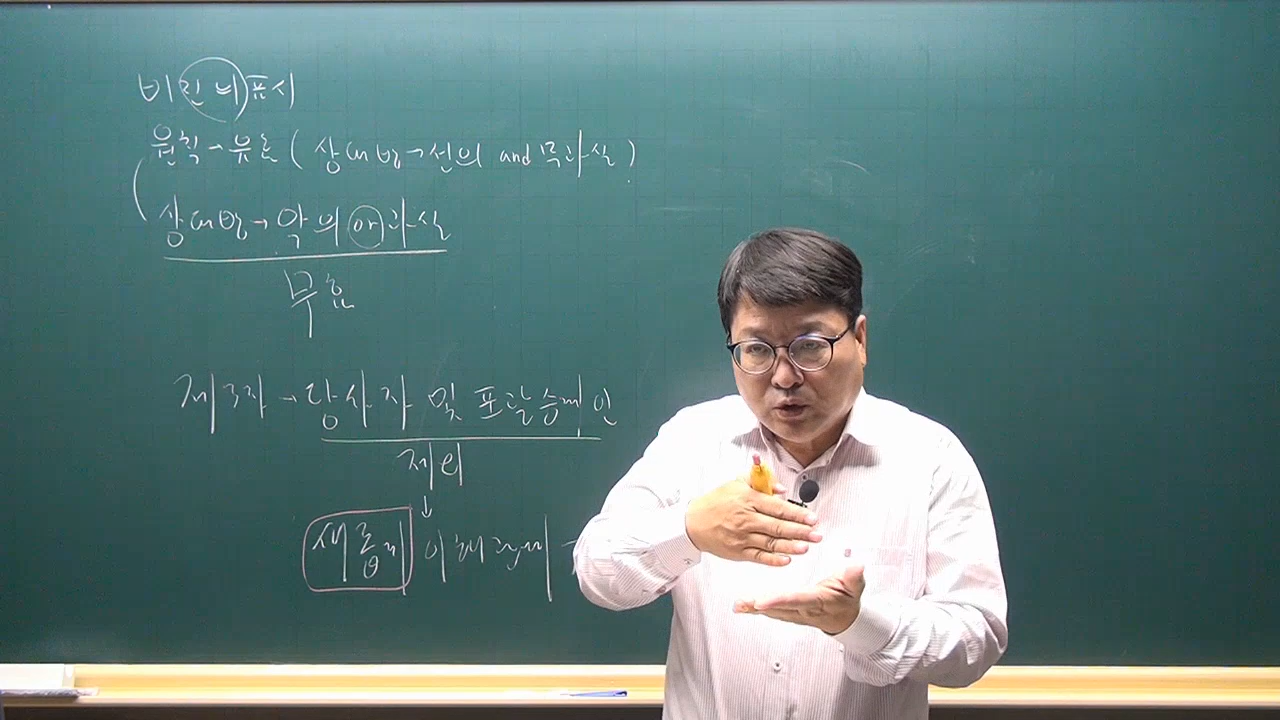 비진의표시
원칙→유효 (상대방→선의 and 무과실)
상대방→악의 or 과실
무효
제3자→당사자 및 포괄승계인
제외
↓
새롭게 이해관계